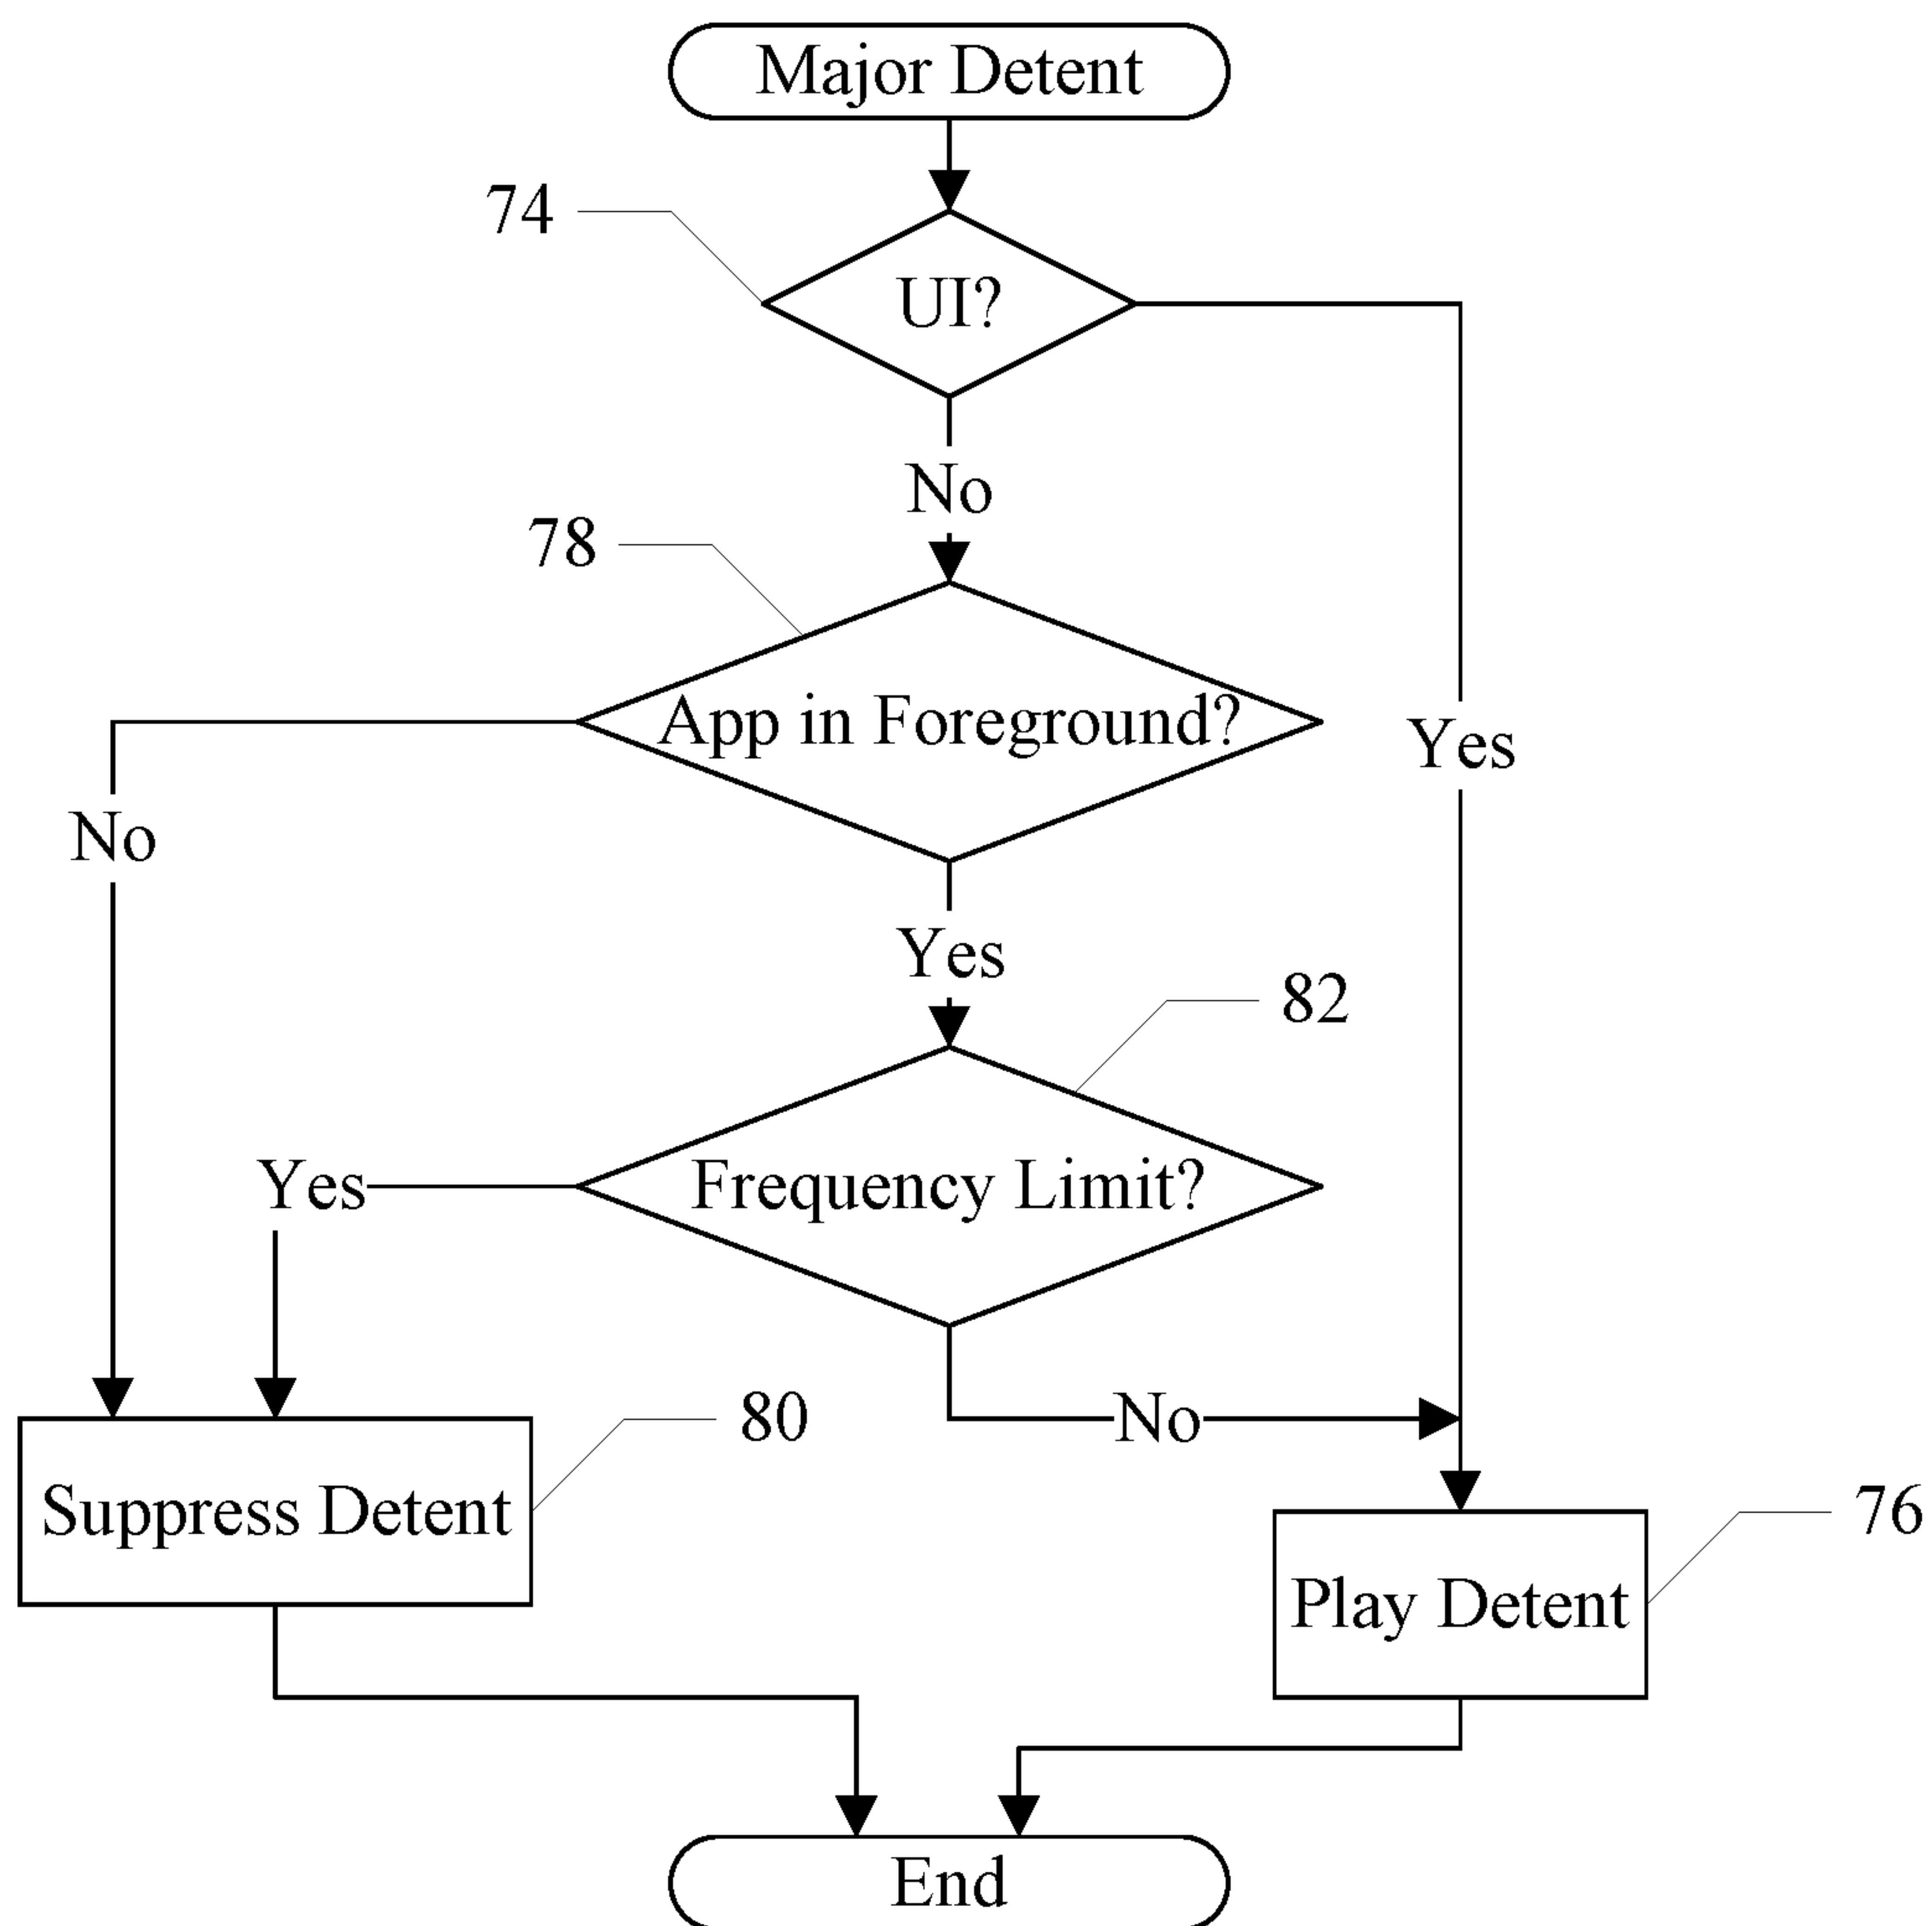 Major Detent
74
UI?
No
78
App in Foreground?
Yes
No
Yes
82
Frequency Limit?
Yes
No
80
Suppress Detent
76
Play Detent
End